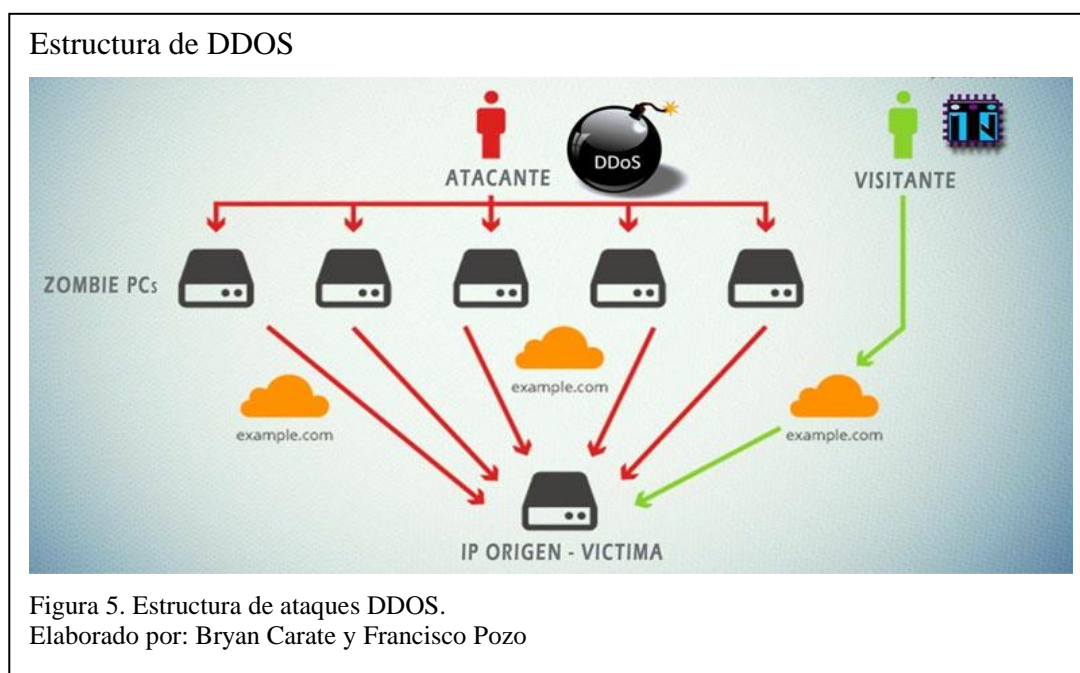 Estructura de DDOS
DDoS
ATACANTE
VISITANTE
ZOMBIE PCs
example.com
example.com
example.com
IP ORIGEN - VICTIMA
Figura 5. Estructura de ataques DDOS.
Elaborado por: Bryan Carate y Francisco Pozo